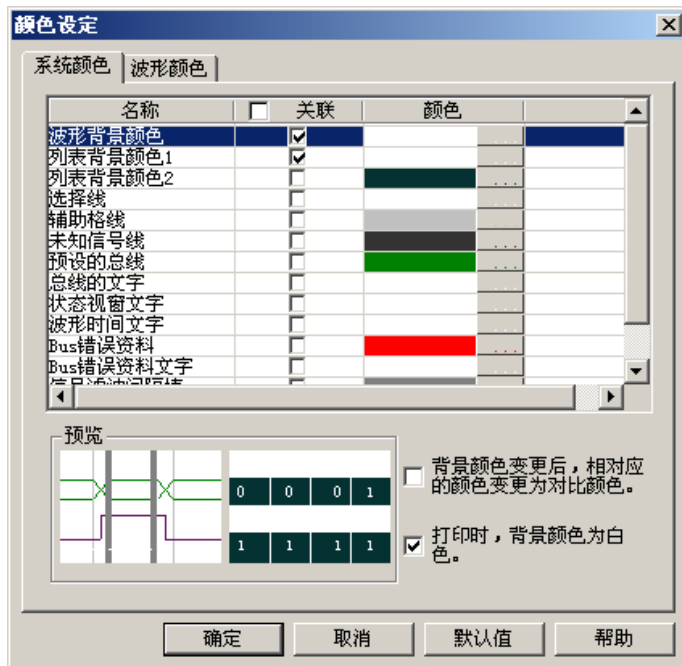 颜色设定
系统颜色 波形颜色
名称 关联 颜色
波形背景颜色
列表背景颜色1
列表背景颜色2
选择线
辅助格线
未知信号线
预设的总线
总线的文字
状态视窗文字
波形时间文字
Bus错误资料
Bus错误资料文字
预览
0 0 0 1
1 1 1 1
背景颜色变更后，相对应
的颜色变更为对比颜色。
打印时，背景颜色为白
色。
确定 取消 默认值 帮助